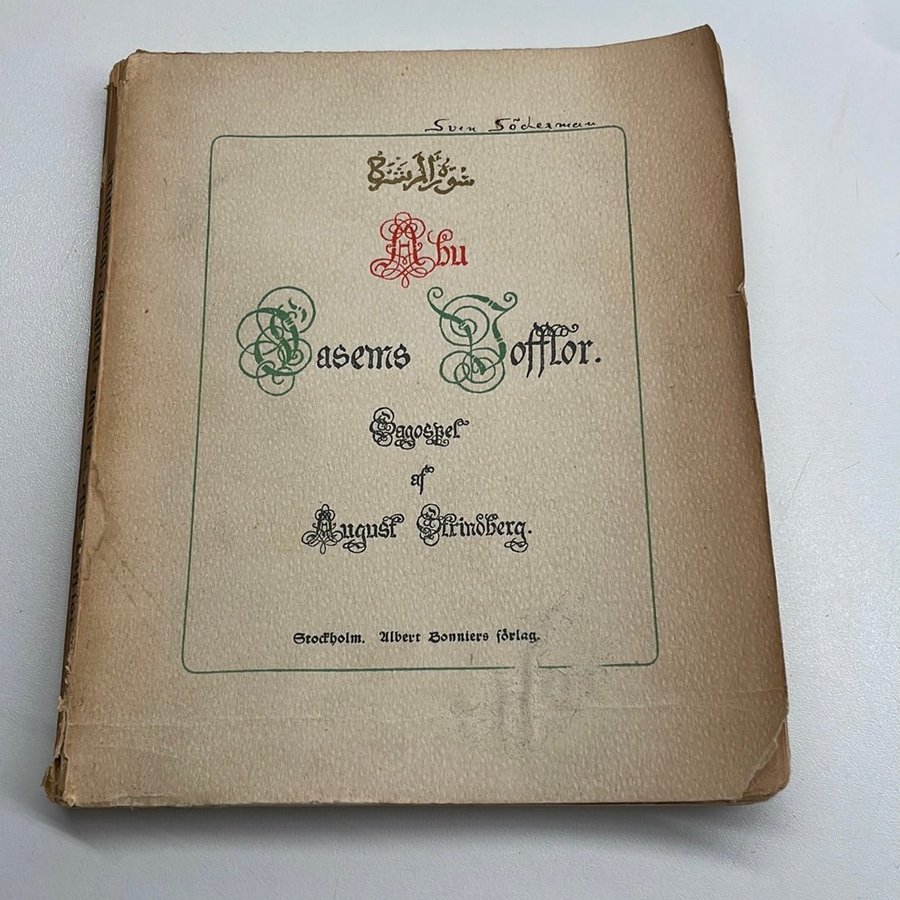 Sven Söderman
Abu
Casems Tofflor.
Sagospel
af
August Strindberg.
Stockholm. Albert Bonniers förlag.